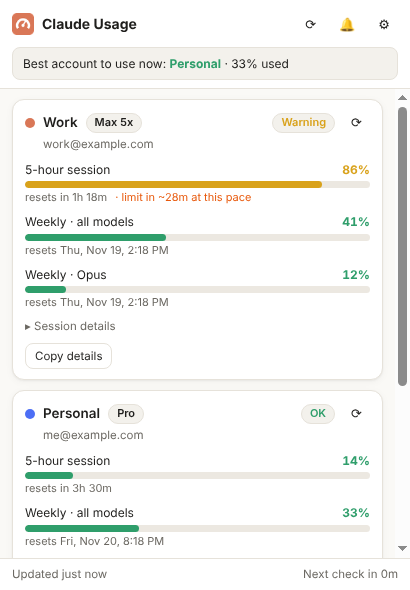 Claude Usage
Best account to use now: Personal · 33% used
Work Max 5x Warning
work@example.com
5-hour session 86%
resets in 1h 18m · limit in ~28m at this pace
Weekly · all models 41%
resets Thu, Nov 19, 2:18 PM
Weekly · Opus 12%
resets Thu, Nov 19, 2:18 PM
▸ Session details
Copy details
Personal Pro OK
me@example.com
5-hour session 14%
resets in 3h 30m
Weekly · all models 33%
resets Fri, Nov 20, 8:18 PM
Updated just now Next check in 0m